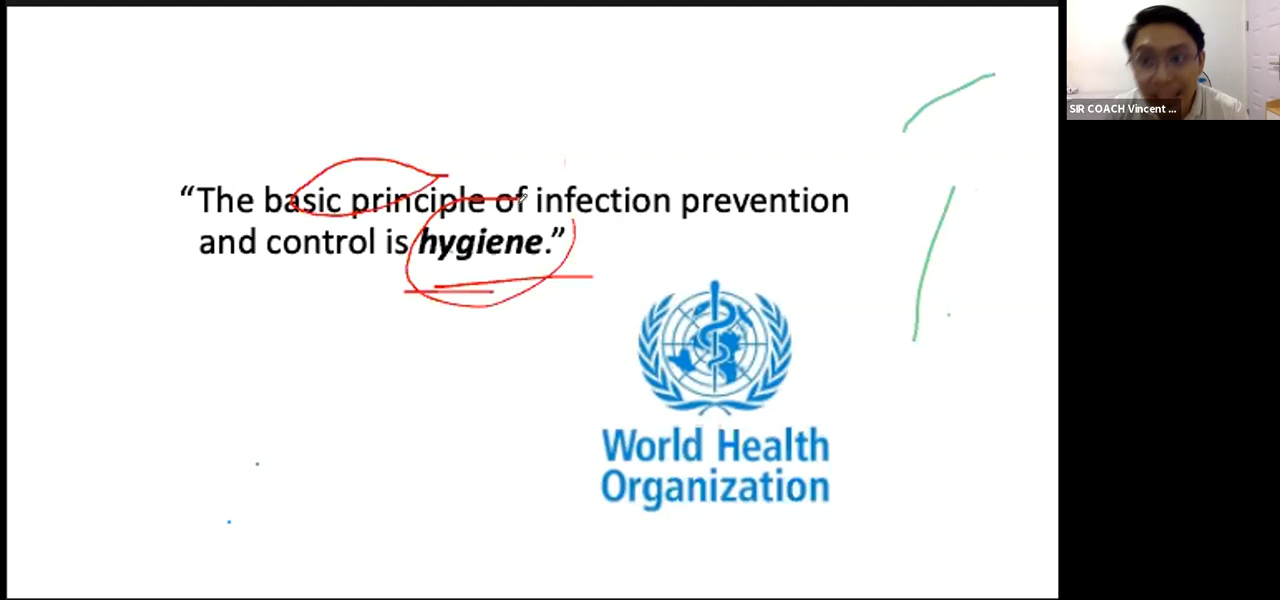 “The basic principle of infection prevention
and control is hygiene.”
World Health
Organization
SIR COACH Vincent ...